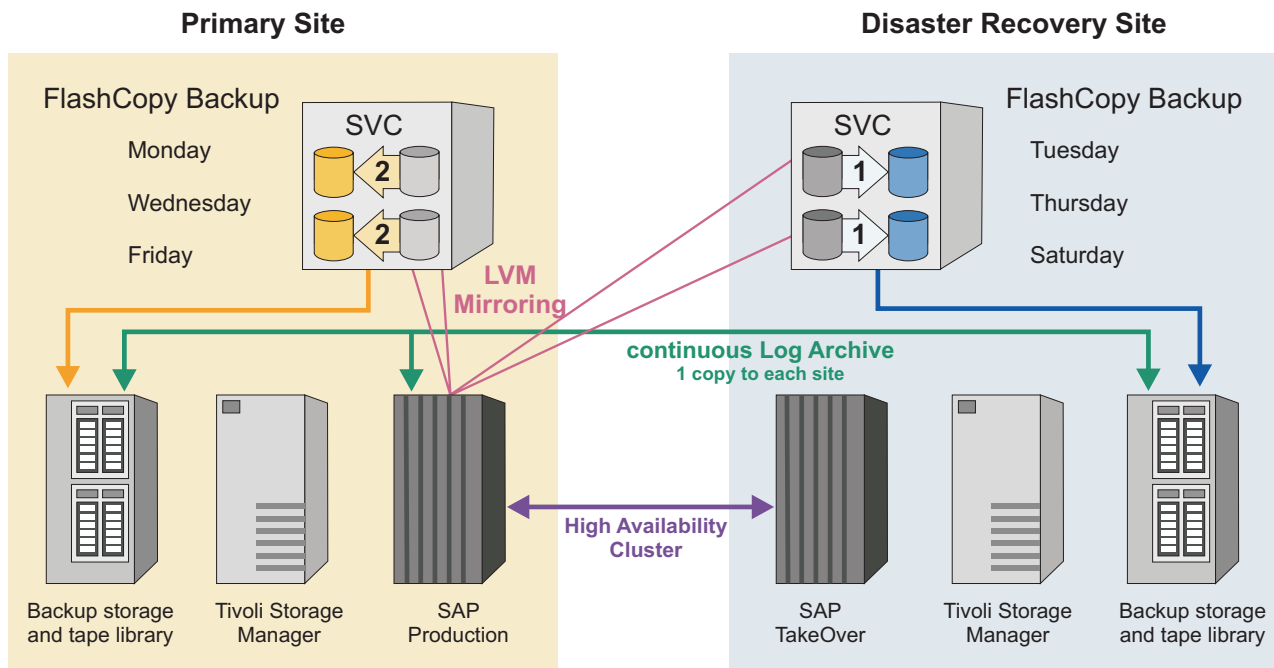 Primary Site
Disaster Recovery Site
FlashCopy Backup
Monday
Wednesday
Friday
SVC
2
2
SVC
1
1
FlashCopy Backup
Tuesday
Thursday
Saturday
LVM
Mirroring
continuous Log Archive
1 copy to each site
High Availability
Cluster
Backup storage
and tape library
Tivoli Storage
Manager
SAP
Production
SAP
TakeOver
Tivoli Storage
Manager
Backup storage
and tape library